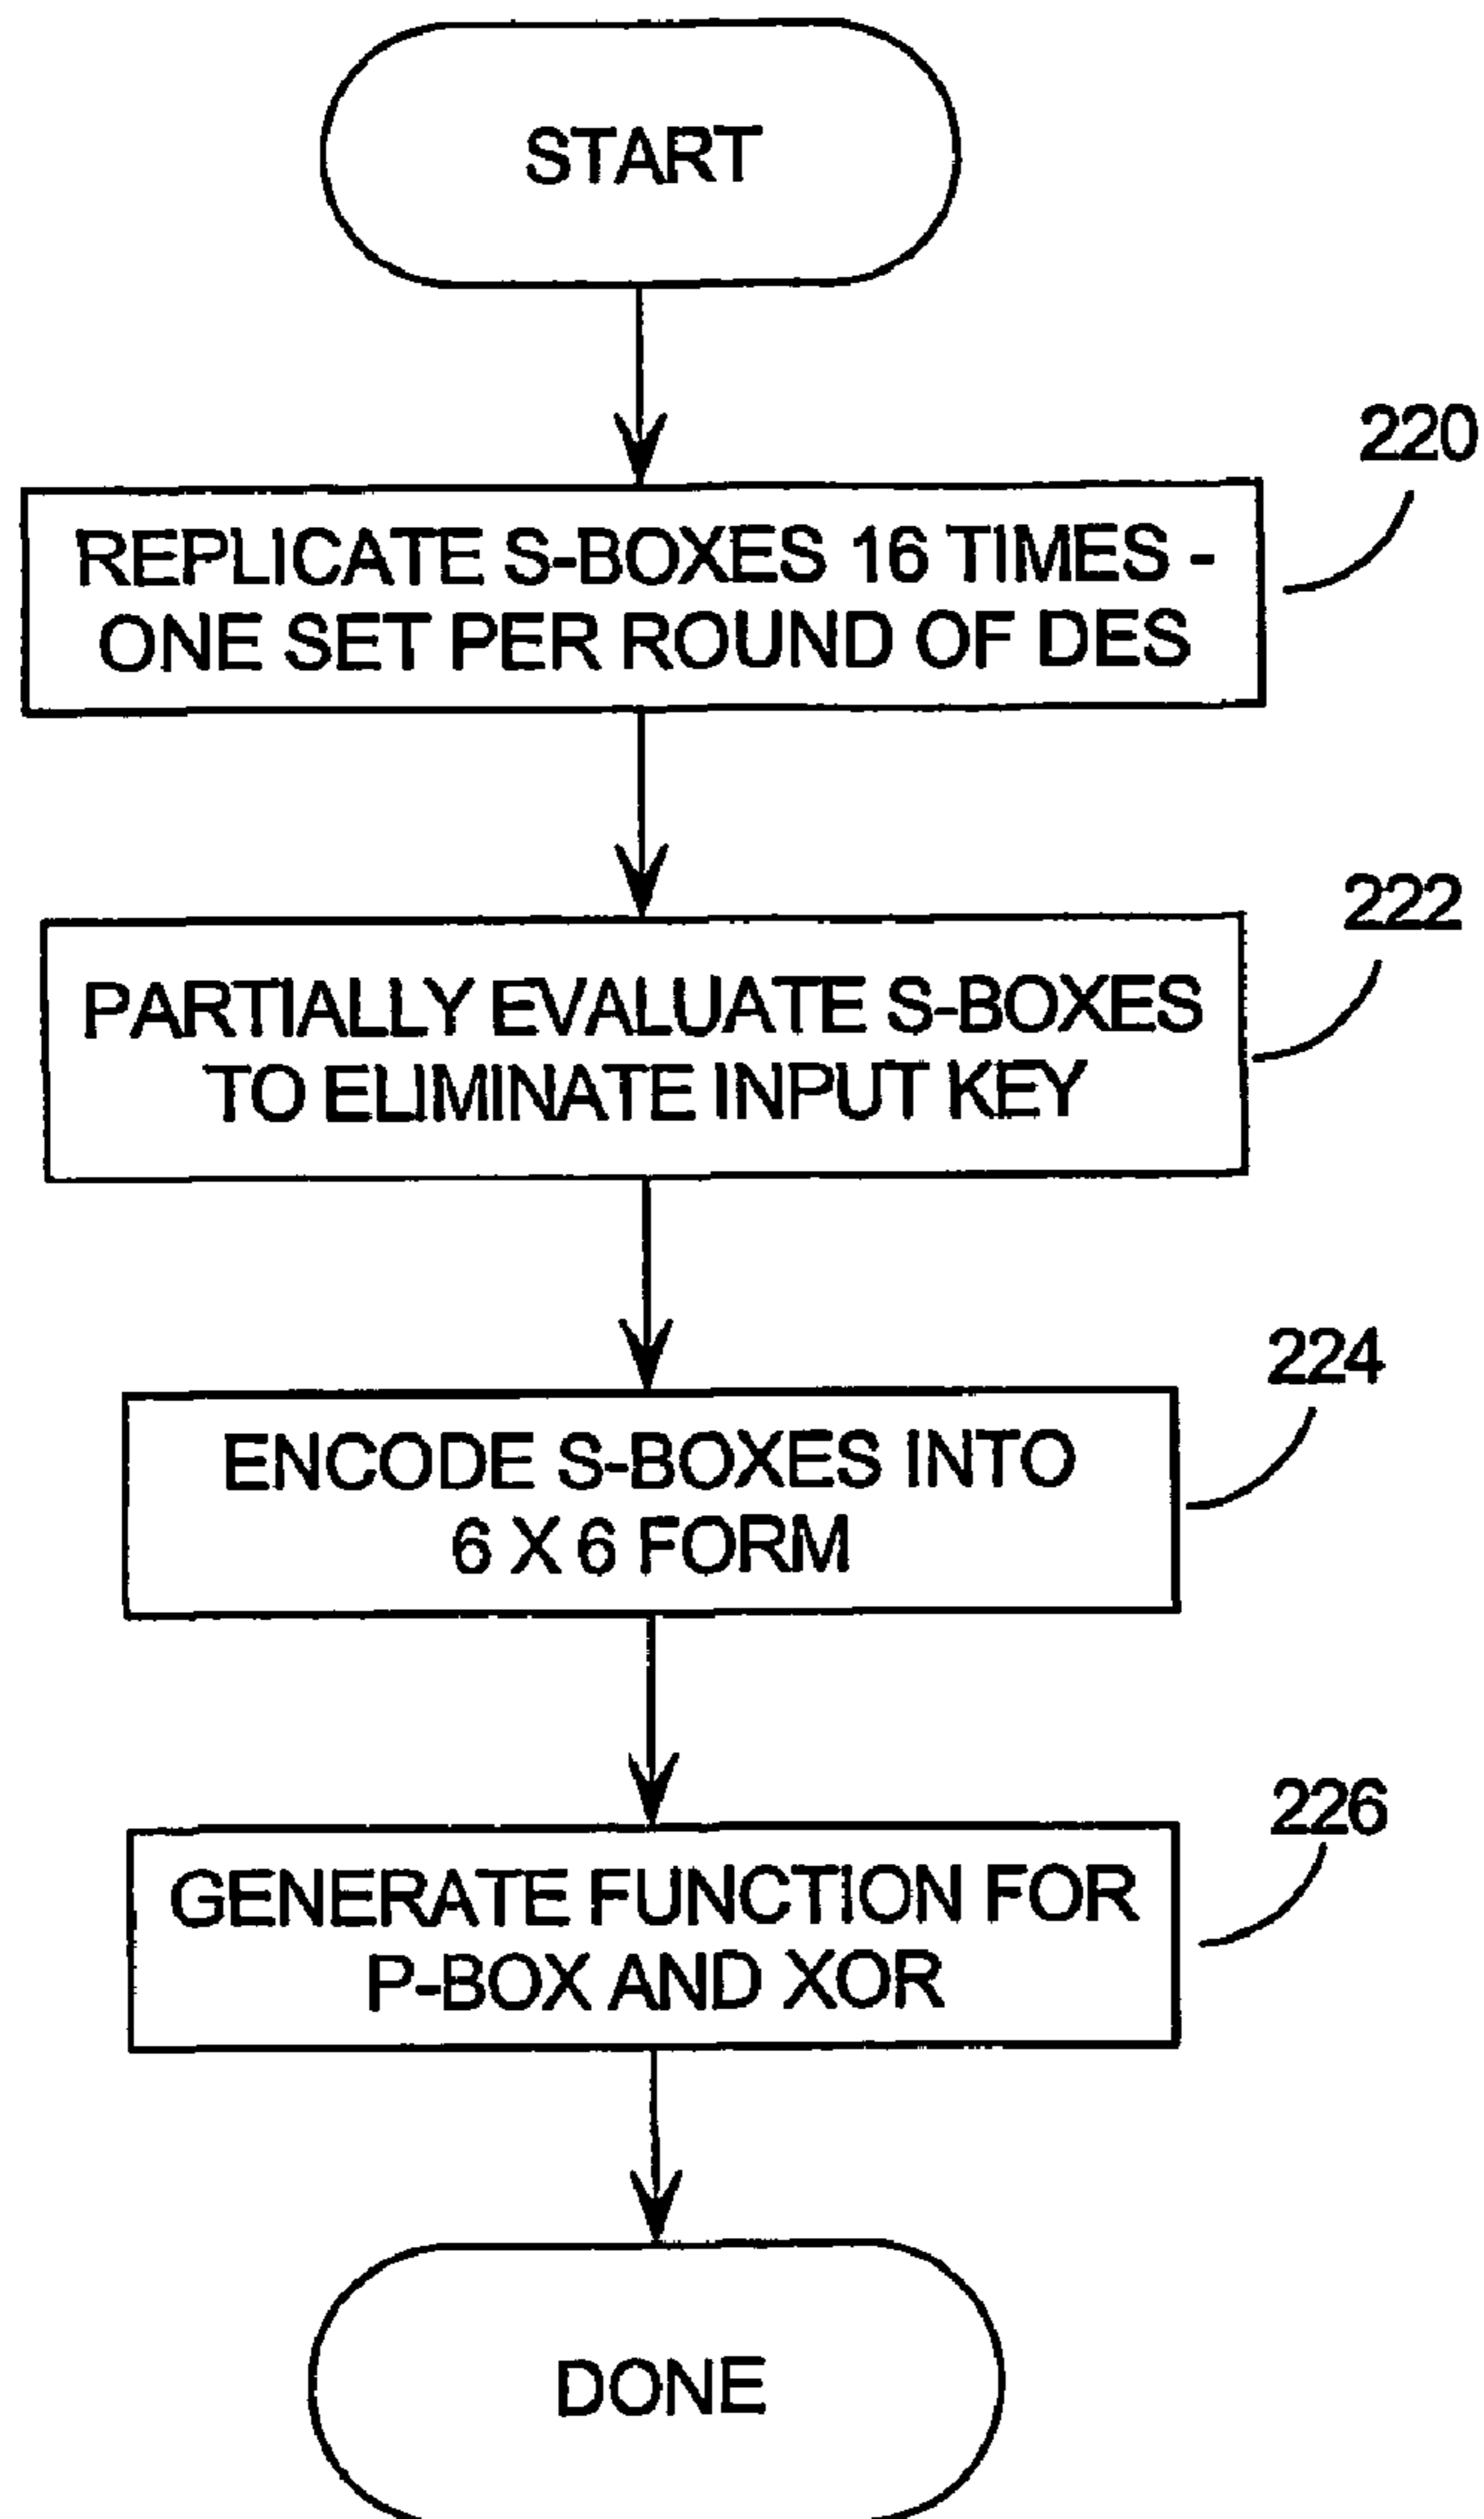 START
220
REPLICATE S-BOXES 16 TIMES -
ONE SET PER ROUND OF DES
222
PARTIALLY EVALUATE S-BOXES
TO ELIMINATE INPUT KEY
224
ENCODE S-BOXES INTO
6 X 6 FORM
226
GENERATE FUNCTION FOR
P-BOX AND XOR
DONE